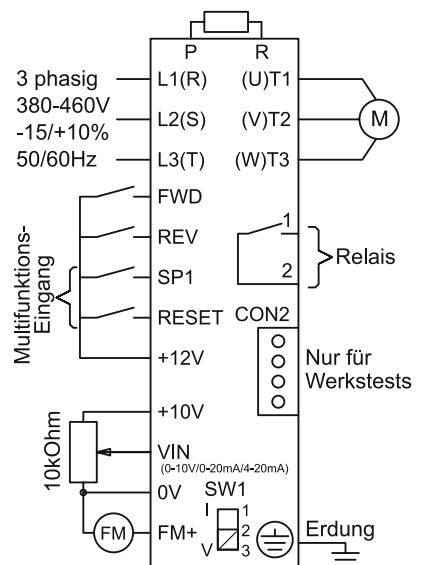 P R
3 phasig L1(R) (U)T1
380-460V
-15/+10% L2(S) (V)T2 M
50/60Hz L3(T) (W)T3
FWD
REV 1
Relais
SP1 2
Multifunktions-
Eingang
RESET CON2
+12V Nur für
Werkstests
+10V
10kOhm
VIN
(0-10V/0-20mA/4-20mA)
0V SW1
I 1
FM FM+ 2 Erdung
V 3